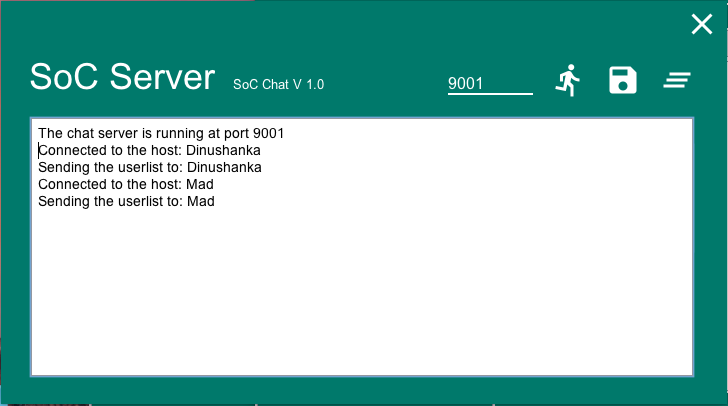 SoC Server SoC Chat V 1.0 9001
The chat server is running at port 9001
Connected to the host: Dinushanka
Sending the userlist to: Dinushanka
Connected to the host: Mad
Sending the userlist to: Mad